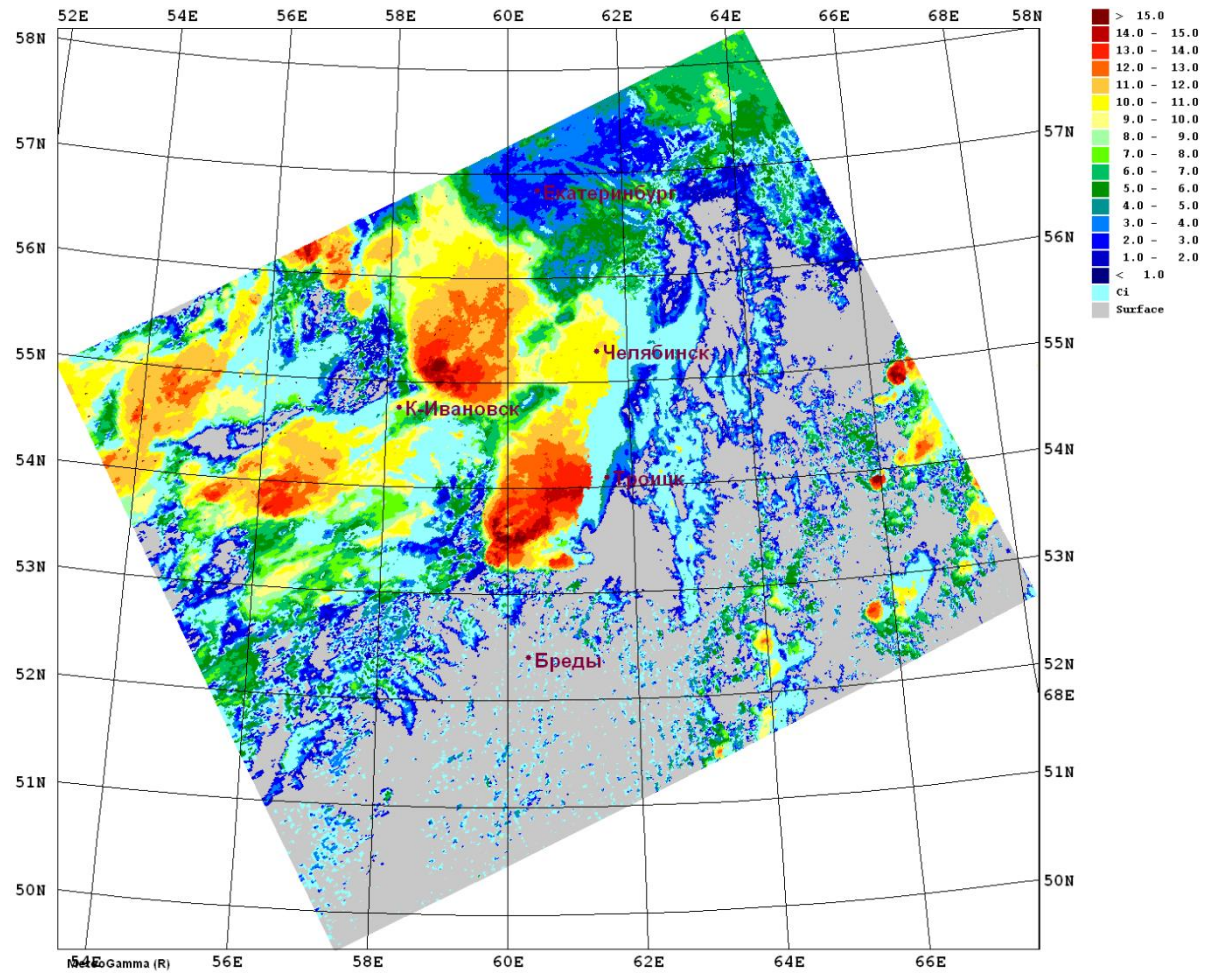 52E 54E 56E 58E 60E 62E 64E 66E 68E 58N
58N
57N
56N
55N
54N
53N
52N
51N
50N
57N
56N
55N
54N
53N
52N
68E
51N
50N
Екатеринбург
Челябинск
К-Ивановск
Троицк
Бреды
54E 56E 58E 60E 62E 64E 66E
MeteoGamma (R)
> 15.0
14.0 - 15.0
13.0 - 14.0
12.0 - 13.0
11.0 - 12.0
10.0 - 11.0
9.0 - 10.0
8.0 - 9.0
7.0 - 8.0
6.0 - 7.0
5.0 - 6.0
4.0 - 5.0
3.0 - 4.0
2.0 - 3.0
1.0 - 2.0
< 1.0
Ci
Surface